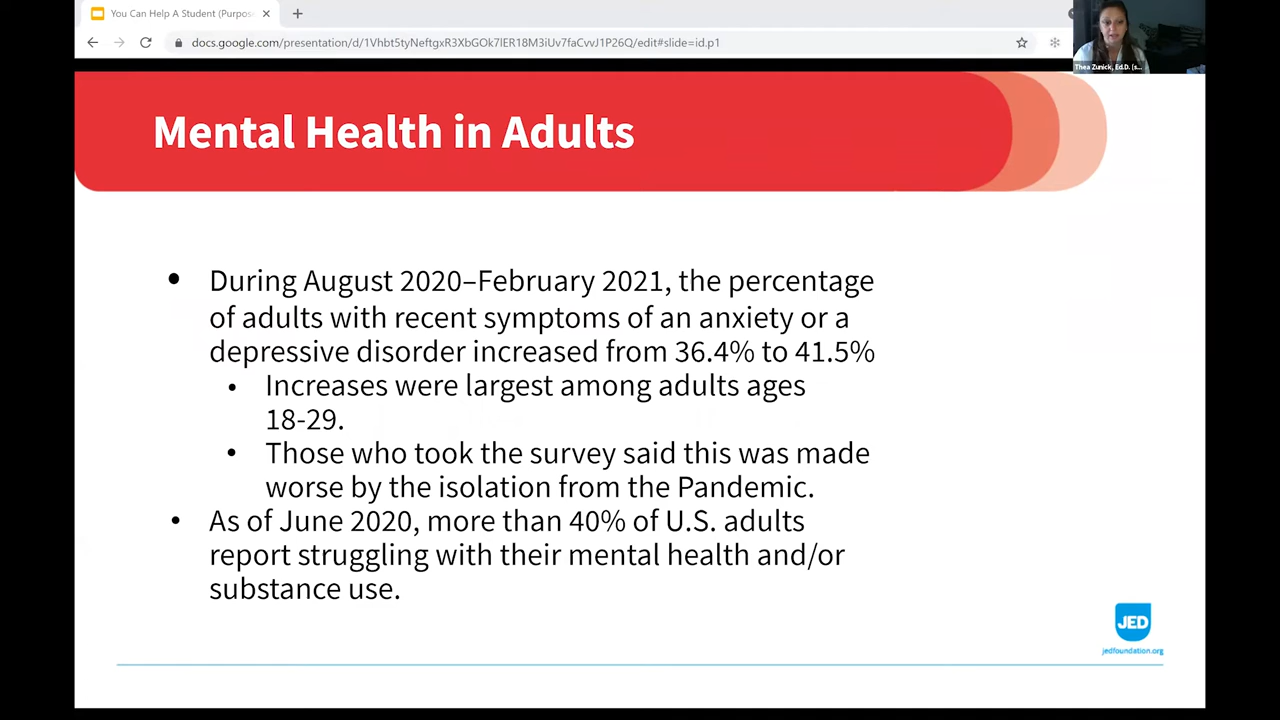 You Can Help A Student (Purpos
docs.google.com/presentation/d/1Vhbt5tyNeftgxR3XbGOk7lER18M3iUv7faCvvJ1P26Q/edit#slide=id.p1
Thea Zunick, Ed.D. (s...
Mental Health in Adults
• During August 2020–February 2021, the percentage
of adults with recent symptoms of an anxiety or a
depressive disorder increased from 36.4% to 41.5%
• Increases were largest among adults ages
18-29.
• Those who took the survey said this was made
worse by the isolation from the Pandemic.
• As of June 2020, more than 40% of U.S. adults
report struggling with their mental health and/or
substance use.
JED
jedfoundation.org